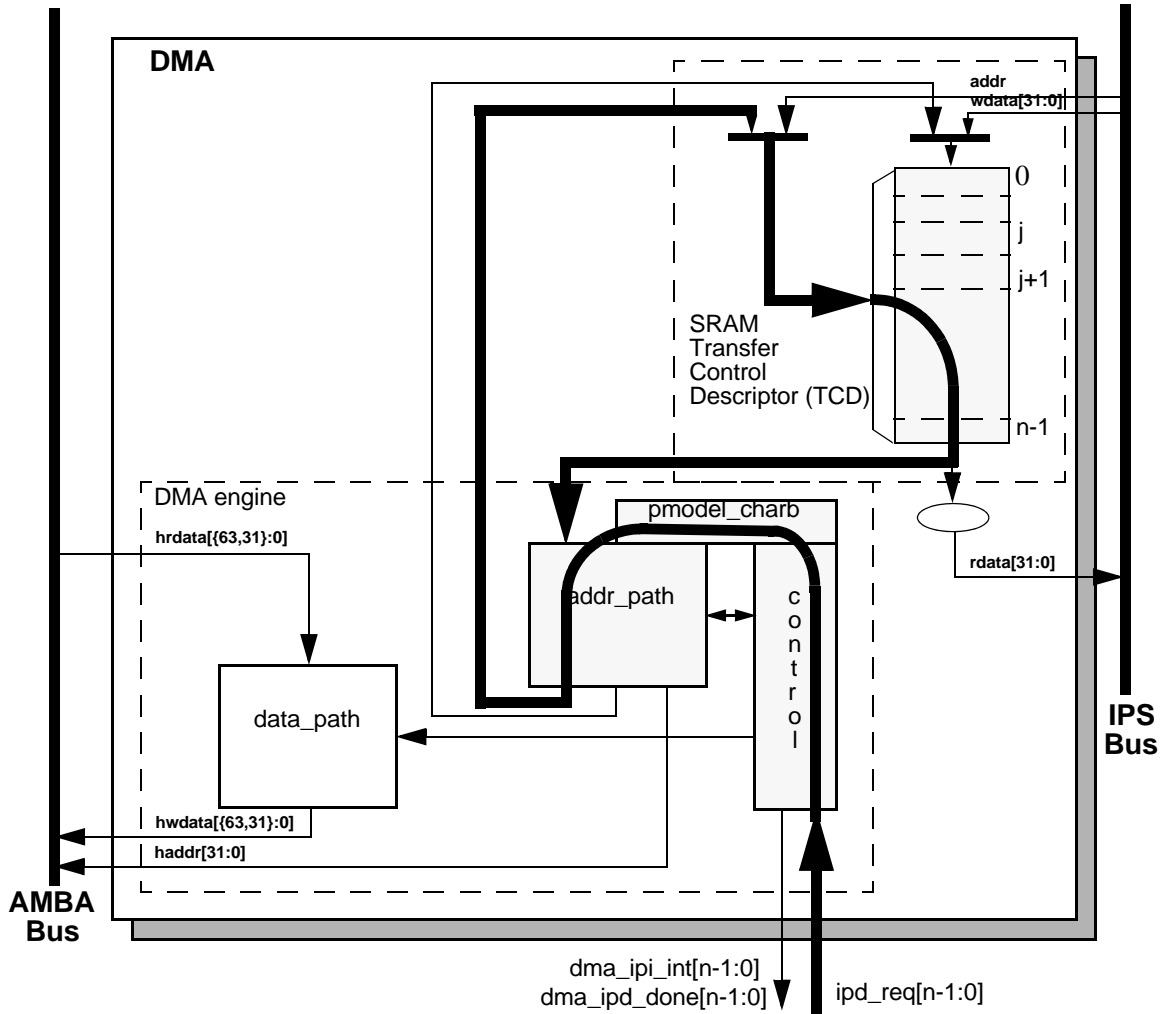 DMA
addr
wdata[31:0]
0
j
j+1
SRAM
Transfer
Control
Descriptor (TCD)
n-1
DMA engine
pmodel_charb
hrdata[{63,31}:0]
rdata[31:0]
addr_path
control
data_path
IPS
Bus
hwdata[{63,31}:0]
haddr[31:0]
AMBA
Bus
dma_ipi_int[n-1:0]
dma_ipd_done[n-1:0]
ipd_req[n-1:0]